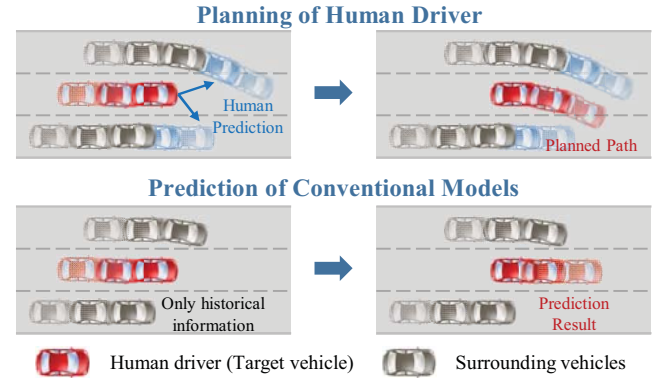 Planning of Human Driver
Human
Prediction
Planned Path
Prediction of Conventional Models
Only historical
information
Prediction
Result
Human driver (Target vehicle)
Surrounding vehicles